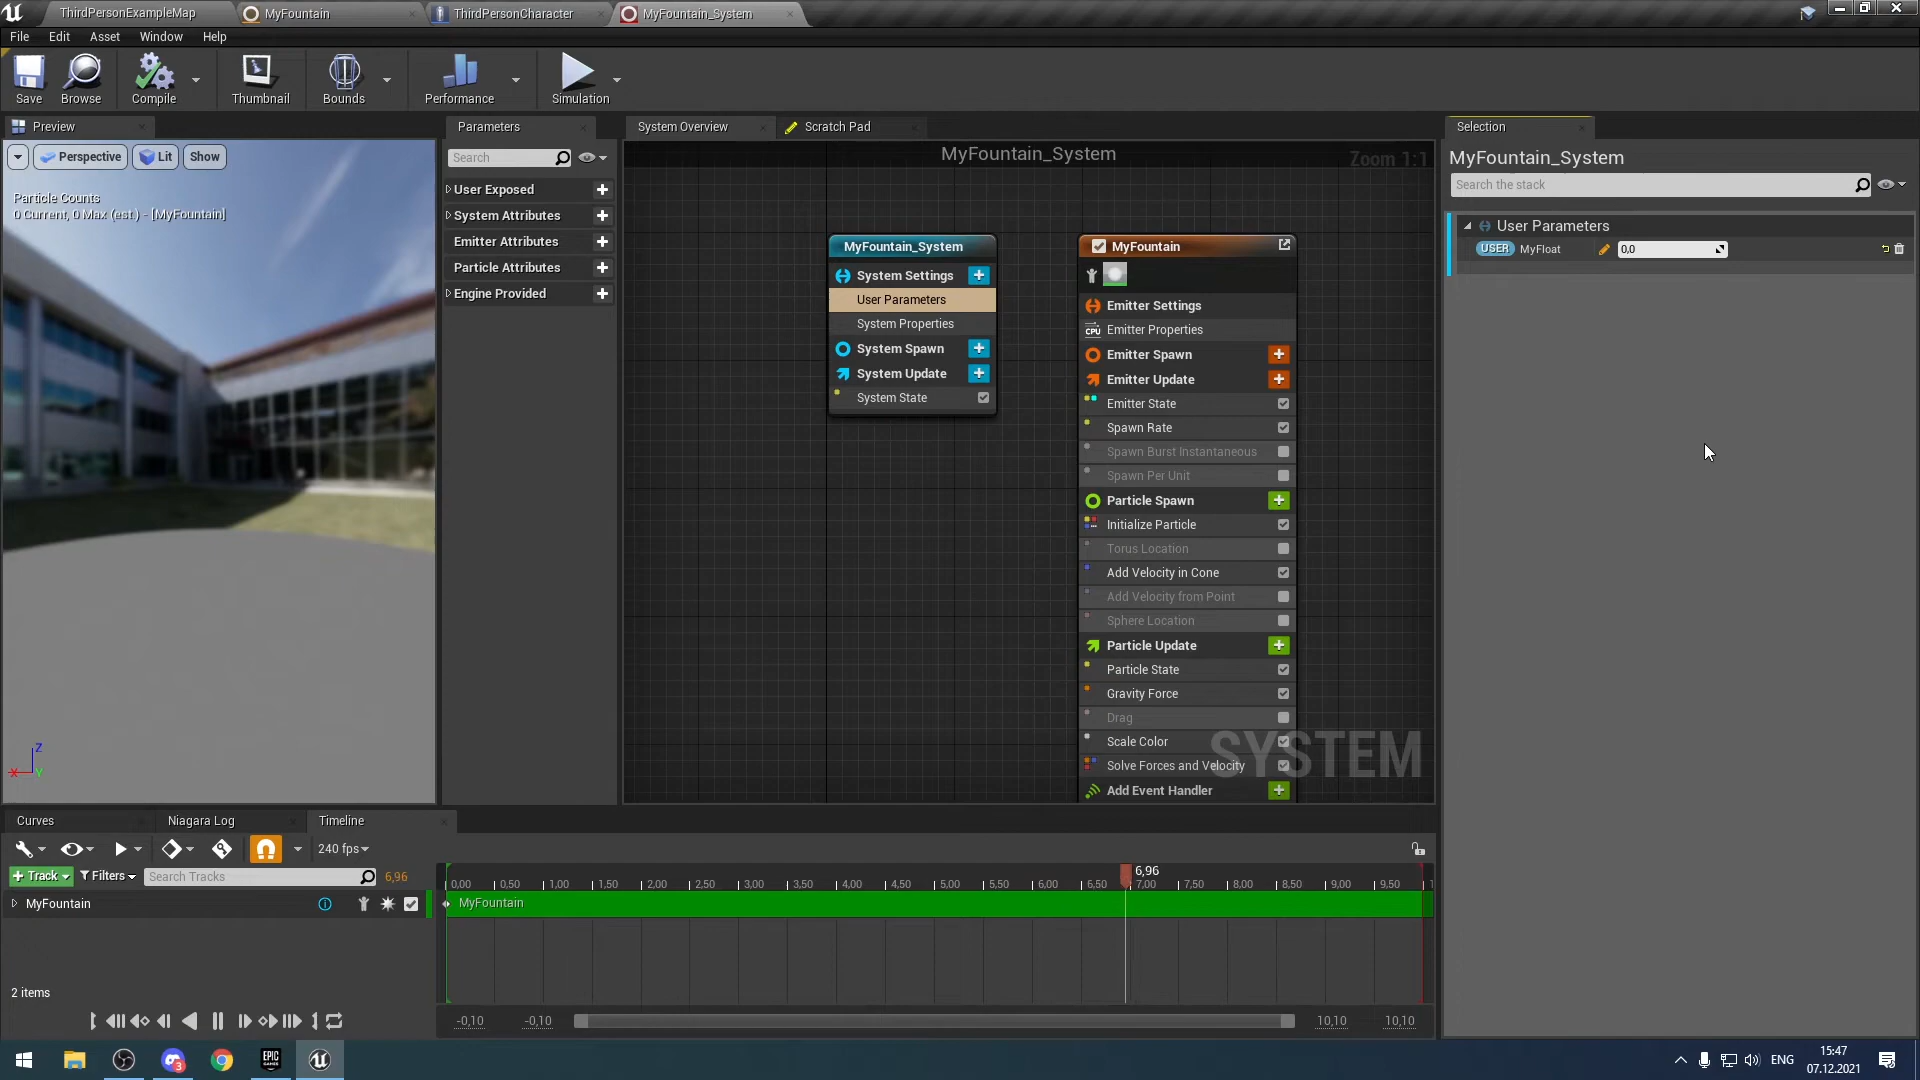 ThirdPersonExampleMap
MyFountain
ThirdPersonCharacter
MyFountain_System
File Edit Asset Window Help
Save Browse Compile Thumbnail Bounds Performance Simulation
Preview
Perspective Lit Show
Particle Counts
0 Current, 0 Max (est.) - [MyFountain]
Z
X Y
Parameters
Search
User Exposed
System Attributes
Emitter Attributes
Particle Attributes
Engine Provided
System Overview
Scratch Pad
MyFountain_System
Zoom 1:1
MyFountain_System
System Settings
User Parameters
System Properties
System Spawn
System Update
System State
MyFountain
Emitter Settings
CPU Emitter Properties
Emitter Spawn
Emitter Update
Emitter State
Spawn Rate
Spawn Burst Instantaneous
Spawn Per Unit
Particle Spawn
Initialize Particle
Torus Location
Add Velocity in Cone
Add Velocity from Point
Sphere Location
Particle Update
Particle State
Gravity Force
Drag
Scale Color
Solve Forces and Velocity
Add Event Handler
SYSTEM
Selection
MyFountain_System
Search the stack
User Parameters
USER MyFloat 0,0
Curves
Niagara Log
Timeline
240 fps
Track Filters Search Tracks 6,96
MyFountain
2 items
6,96
0,00 0,50 1,00 1,50 2,00 2,50 3,00 3,50 4,00 4,50 5,00 5,50 6,00 6,50 7,00 7,50 8,00 8,50 9,00 9,50 1
MyFountain
-0,10 -0,10 10,10 10,10
3
EPIC GAMES
ENG
15:47
07.12.2021